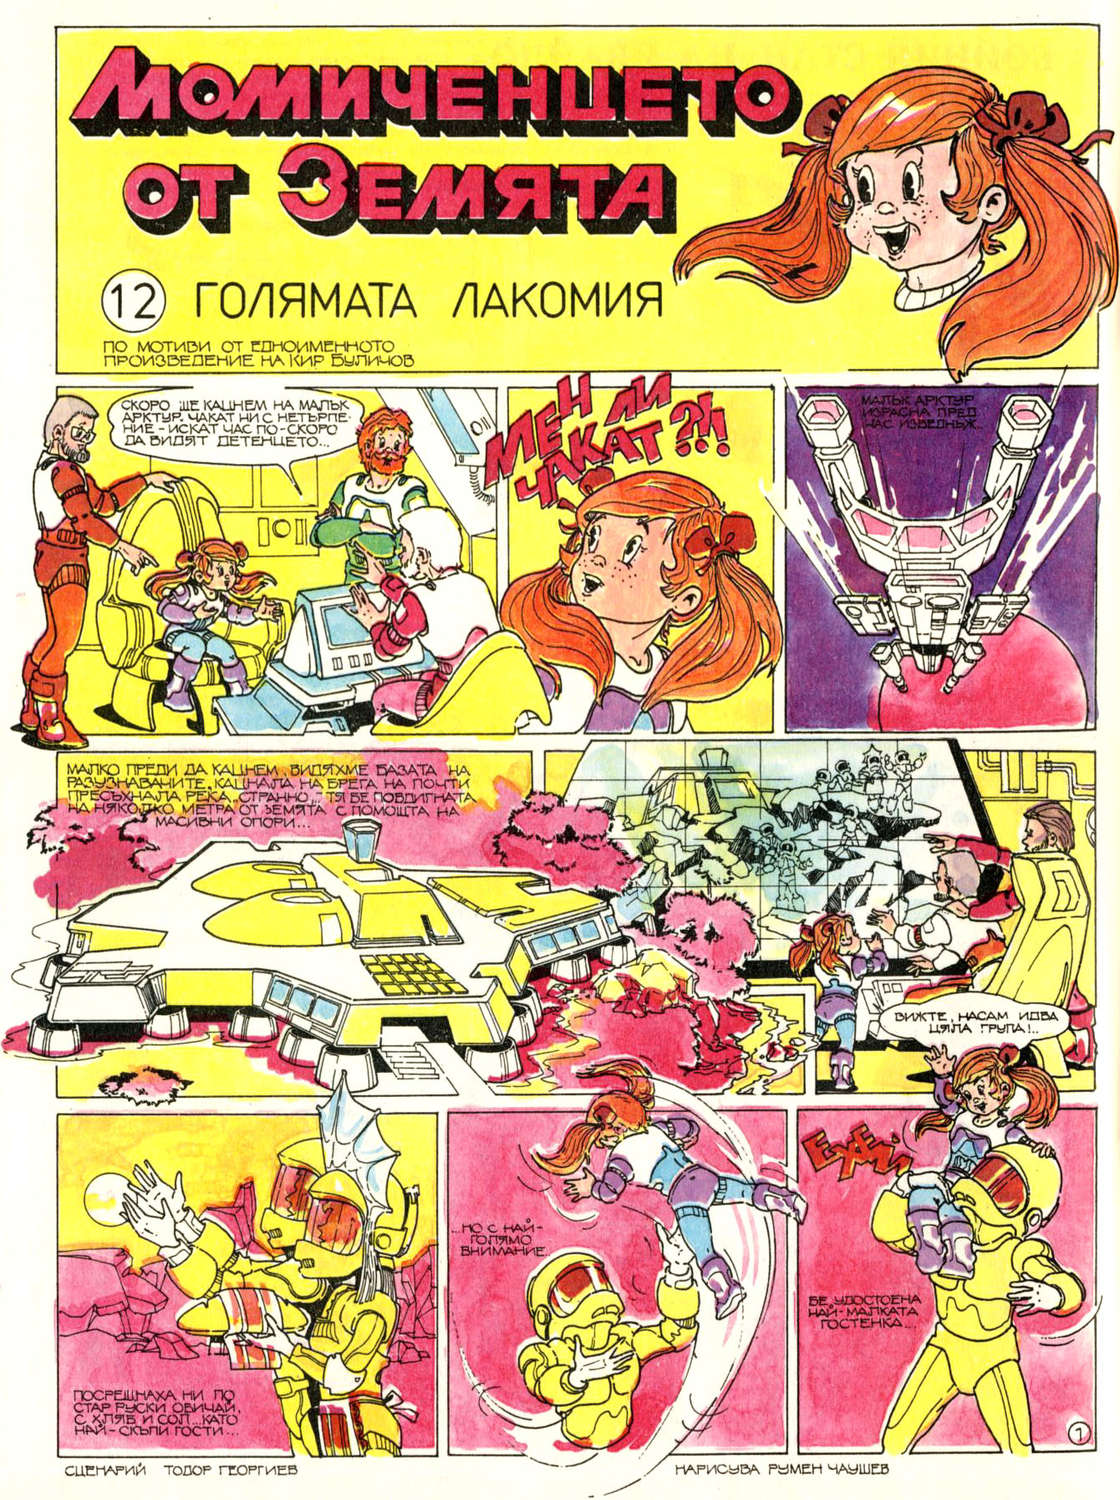 МОМИЧЕНЦЕТО
ОТ ЗЕМЯТА
12 ГОЛЯМАТА ЛАКОМИЯ
ПО МОТИВИ ОТ ЕДНОИМЕННОТО
ПРОИЗВЕДЕНИЕ НА КИР БУЛИЧОВ
СКОРО ЩЕ КАЦНЕМ НА МАЛЪК
АРКТУР. ЧАКАТ НИ С НЕТЪРПЕ-
НИЕ - ИСКАТ ЧАС ПО-СКОРО
ДА ВИДЯТ ДЕТЕНЦЕТО...
МЕН ЛИ
ЧАКАТ?!!
МАЛЪК АРКТУР
ИЗРАСНА ПРЕД
НАС ИЗВЕДНЪЖ...
МАЛКО ПРЕДИ ДА КАЦНЕМ, ВИДЯХМЕ БАЗАТА НА
РАЗУЗНАВАЧИТЕ, КАЦНАЛА НА БРЕГА НА ПОЧТИ
ПРЕСЪХНАЛА РЕКА. СТРАННО, - ТЯ БЕ ПОВДИГНАТА
НА НЯКОЛКО МЕТРА ОТ ЗЕМЯТА С ПОМОЩТА НА
МАСИВНИ ОПОРИ...
ВИЖТЕ, НАСАМ ИДВА
ЦЯЛА ГРУПА!..
ПОСРЕЩНАХА НИ ПО
СТАР РУСКИ ОБИЧАЙ,
С ХЛЯБ И СОЛ...КАТО
НАЙ-СКЪПИ ГОСТИ...
...НО С НАЙ-
ГОЛЯМО
ВНИМАНИЕ...
ЕХЕЙ
БЕ УДОСТОЕНА
НАЙ-МАЛКАТА
ГОСТЕНКА...
1
СЦЕНАРИЙ ТОДОР ГЕОРГИЕВ
НАРИСУВА РУМЕН ЧАУШЕВ